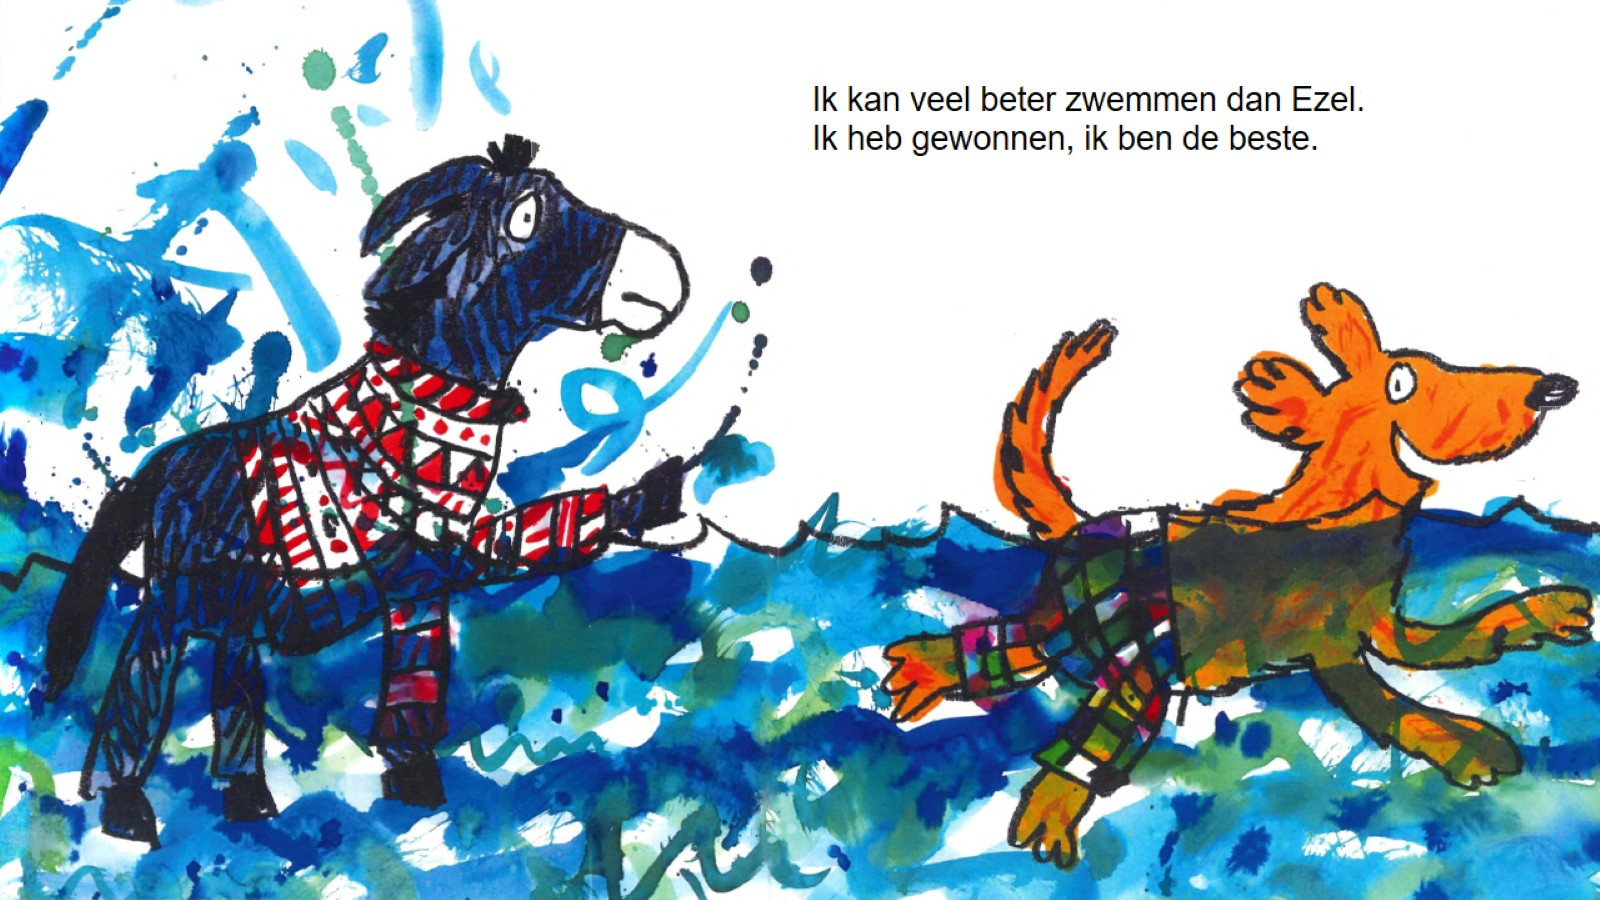 Ik kan veel beter zwemmen dan Ezel.
Ik heb gewonnen, ik ben de beste.